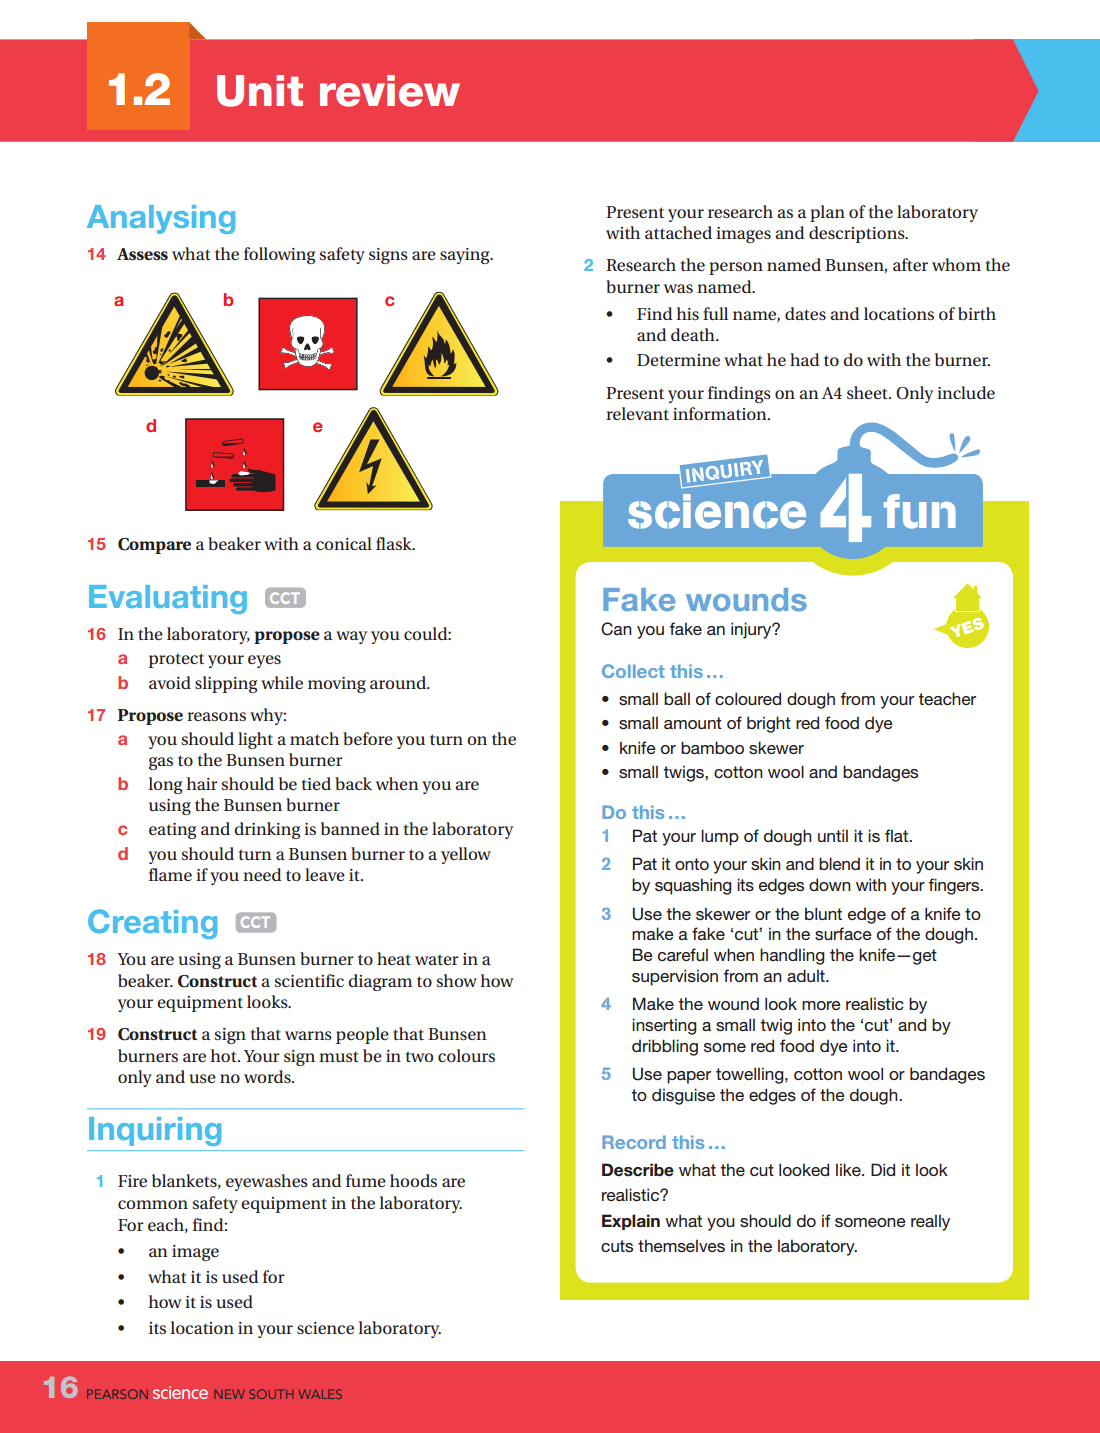 1.2 Unit review
Analysing
14 Assess what the following safety signs are saying.
a b c
d e
15 Compare a beaker with a conical flask.
Evaluating CCT
16 In the laboratory, propose a way you could:
a protect your eyes
b avoid slipping while moving around.
17 Propose reasons why:
a you should light a match before you turn on the
gas to the Bunsen burner
b long hair should be tied back when you are
using the Bunsen burner
c eating and drinking is banned in the laboratory
d you should turn a Bunsen burner to a yellow
flame if you need to leave it.
Creating CCT
18 You are using a Bunsen burner to heat water in a
beaker. Construct a scientific diagram to show how
your equipment looks.
19 Construct a sign that warns people that Bunsen
burners are hot. Your sign must be in two colours
only and use no words.
Inquiring
1 Fire blankets, eyewashes and fume hoods are
common safety equipment in the laboratory.
For each, find:
• an image
• what it is used for
• how it is used
• its location in your science laboratory.
Present your research as a plan of the laboratory
with attached images and descriptions.
2 Research the person named Bunsen, after whom the
burner was named.
• Find his full name, dates and locations of birth
and death.
• Determine what he had to do with the burner.
Present your findings on an A4 sheet. Only include
relevant information.
INQUIRY
science 4 fun
Fake wounds
YES
Can you fake an injury?
Collect this...
• small ball of coloured dough from your teacher
• small amount of bright red food dye
• knife or bamboo skewer
• small twigs, cotton wool and bandages
Do this...
1 Pat your lump of dough until it is flat.
2 Pat it onto your skin and blend it in to your skin
by squashing its edges down with your fingers.
3 Use the skewer or the blunt edge of a knife to
make a fake ‘cut’ in the surface of the dough.
Be careful when handling the knife—get
supervision from an adult.
4 Make the wound look more realistic by
inserting a small twig into the ‘cut’ and by
dribbling some red food dye into it.
5 Use paper towelling, cotton wool or bandages
to disguise the edges of the dough.
Record this...
Describe what the cut looked like. Did it look
realistic?
Explain what you should do if someone really
cuts themselves in the laboratory.
16 PEARSON science NEW SOUTH WALES